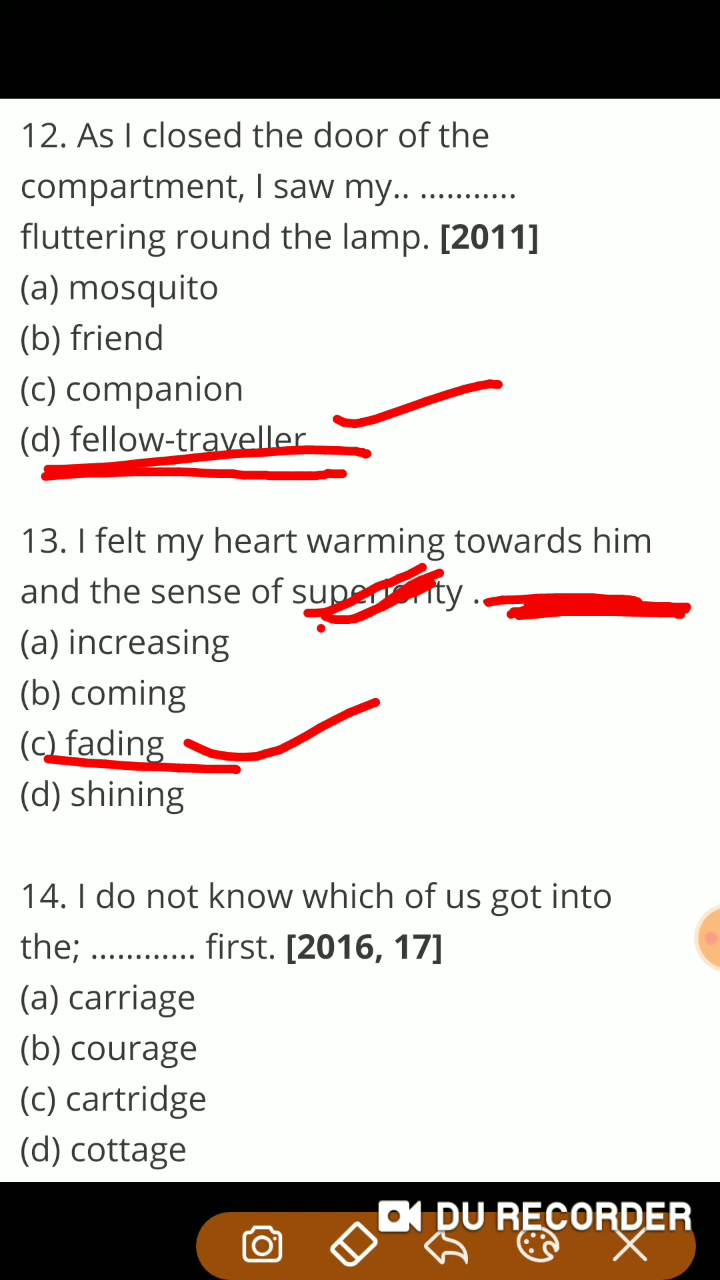 12. As I closed the door of the
compartment, I saw my.. ...........
fluttering round the lamp. [2011]
(a) mosquito
(b) friend
(c) companion
(d) fellow-traveller
13. I felt my heart warming towards him
and the sense of superiority .
(a) increasing
(b) coming
(c) fading
(d) shining
14. I do not know which of us got into
the; ............ first. [2016, 17]
(a) carriage
(b) courage
(c) cartridge
(d) cottage
DU RECORDER